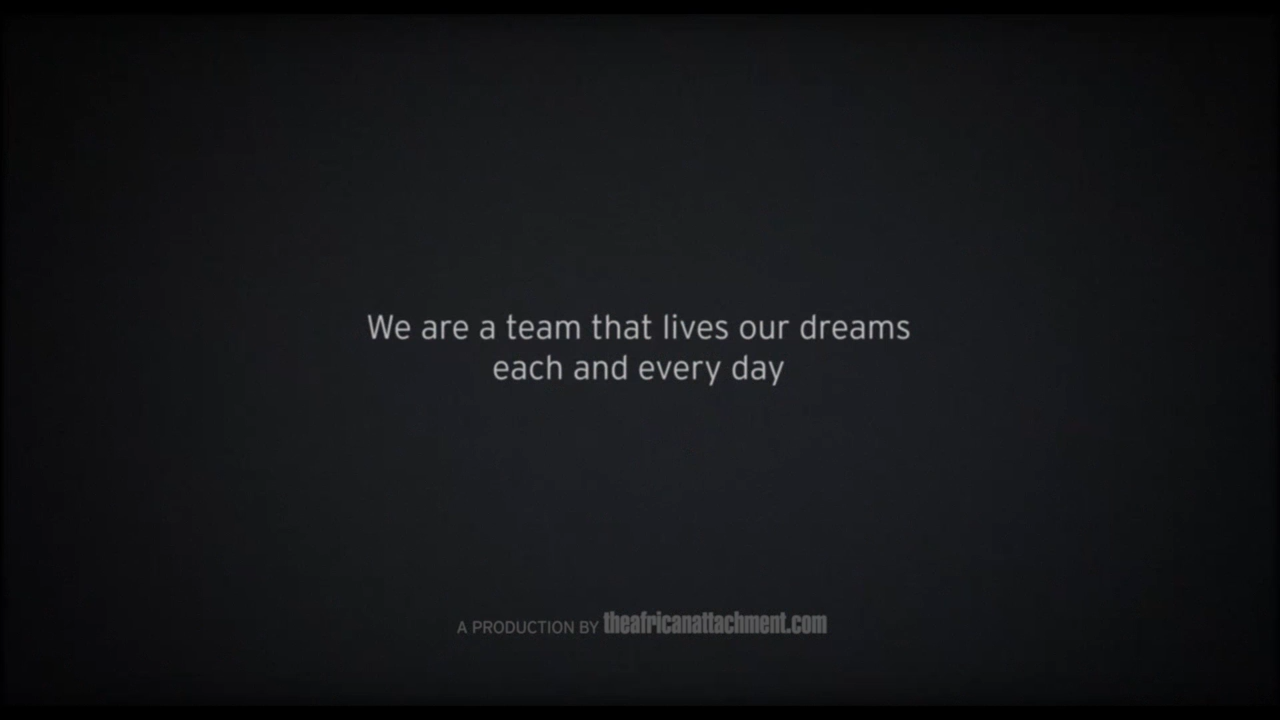 We are a team that lives our dreams
each and every day
A PRODUCTION BY theafricanattachment.com